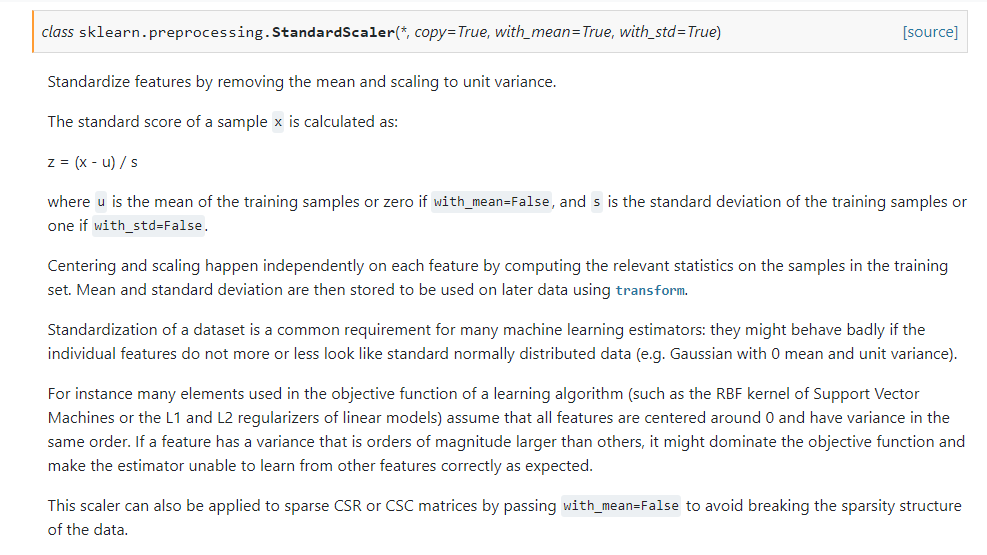 class sklearn.preprocessing.StandardScaler(*, copy=True, with_mean=True, with_std=True) [source]
Standardize features by removing the mean and scaling to unit variance.
The standard score of a sample x is calculated as:
z = (x - u) / s
where u is the mean of the training samples or zero if with_mean=False, and s is the standard deviation of the training samples or
one if with_std=False.
Centering and scaling happen independently on each feature by computing the relevant statistics on the samples in the training
set. Mean and standard deviation are then stored to be used on later data using transform.
Standardization of a dataset is a common requirement for many machine learning estimators: they might behave badly if the
individual features do not more or less look like standard normally distributed data (e.g. Gaussian with 0 mean and unit variance).
For instance many elements used in the objective function of a learning algorithm (such as the RBF kernel of Support Vector
Machines or the L1 and L2 regularizers of linear models) assume that all features are centered around 0 and have variance in the
same order. If a feature has a variance that is orders of magnitude larger than others, it might dominate the objective function and
make the estimator unable to learn from other features correctly as expected.
This scaler can also be applied to sparse CSR or CSC matrices by passing with_mean=False to avoid breaking the sparsity structure
of the data.